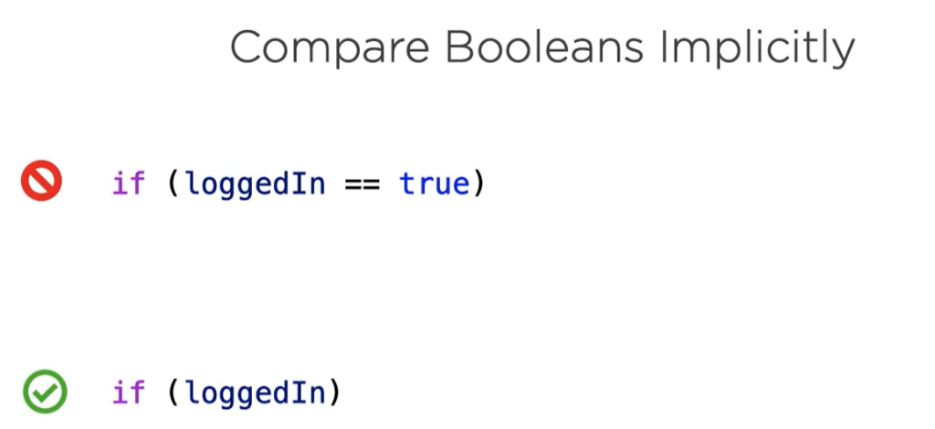 Compare Booleans Implicitly
if (loggedIn == true)
if (loggedIn)